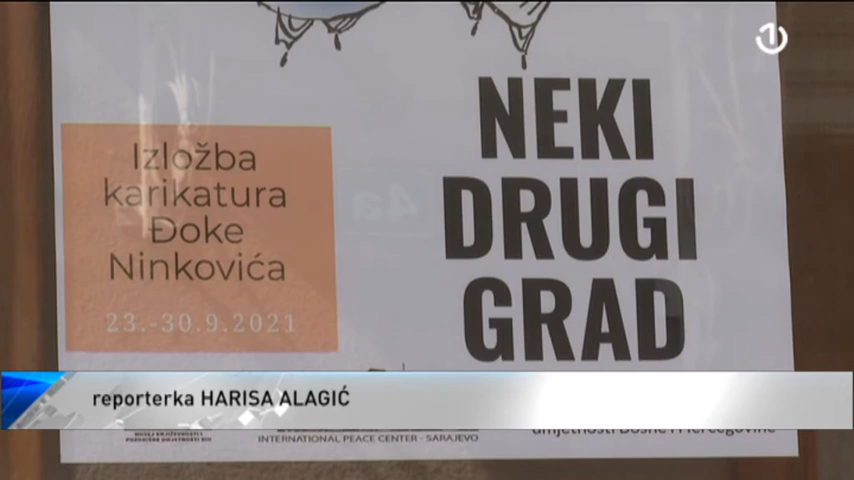 1
NEKI
DRUGI
GRAD
Izložba
karikatura
Đoke
Ninkovića
23.-30.9.2021
reporterka HARISA ALAGIĆ
INTERNATIONAL PEACE CENTER - SARAJEVO
umjetnosti Bosne i Hercegovine